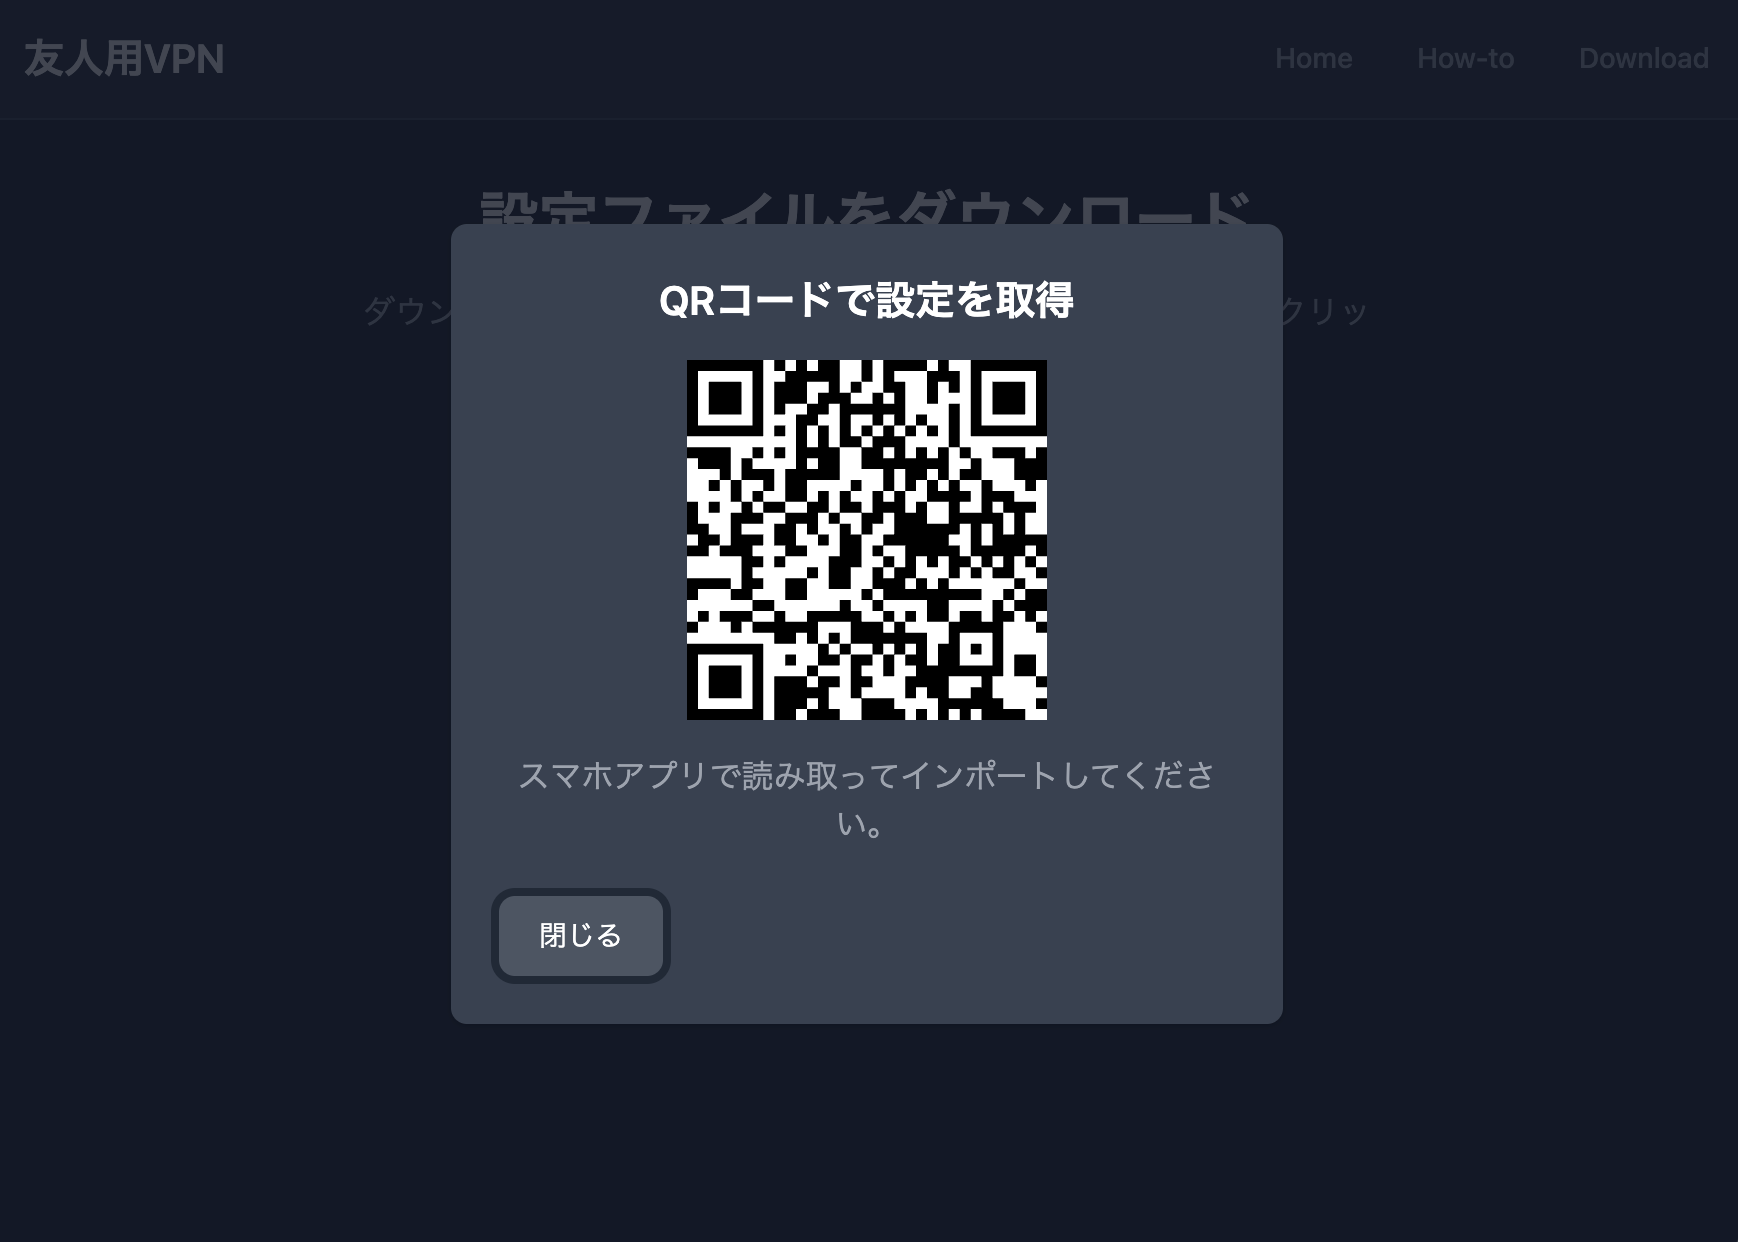 友人用VPN
Home
How-to
Download
設定ファイルをダウンロード
ダウン
クリッ
QRコードで設定を取得
スマホアプリで読み取ってインポートしてくださ
い。
閉じる